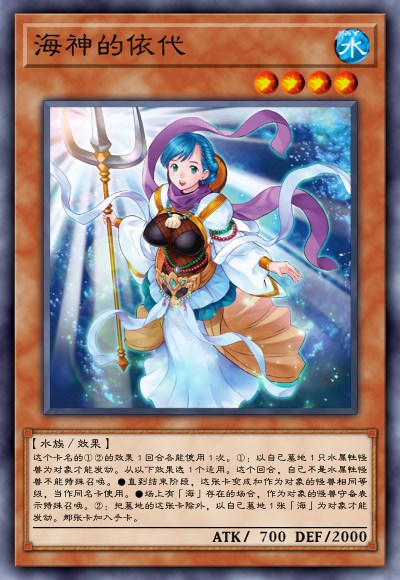 海神的依代
水
【水族／效果】
这个卡名的①②的效果1回合各能使用1次。①：以自己墓地1只水属性怪
兽为对象才能发动。从以下效果选1个适用。这个回合，自己不是水属性怪
兽不能特殊召唤。●直到结束阶段，这张卡变成和作为对象的怪兽相同等
级，当作同名卡使用。●场上有「海」存在的场合，作为对象的怪兽守备表
示特殊召唤。②：把墓地的这张卡除外，以自己墓地1张「海」为对象才能
发动。那张卡加入手卡。
ATK/ 700 DEF/2000